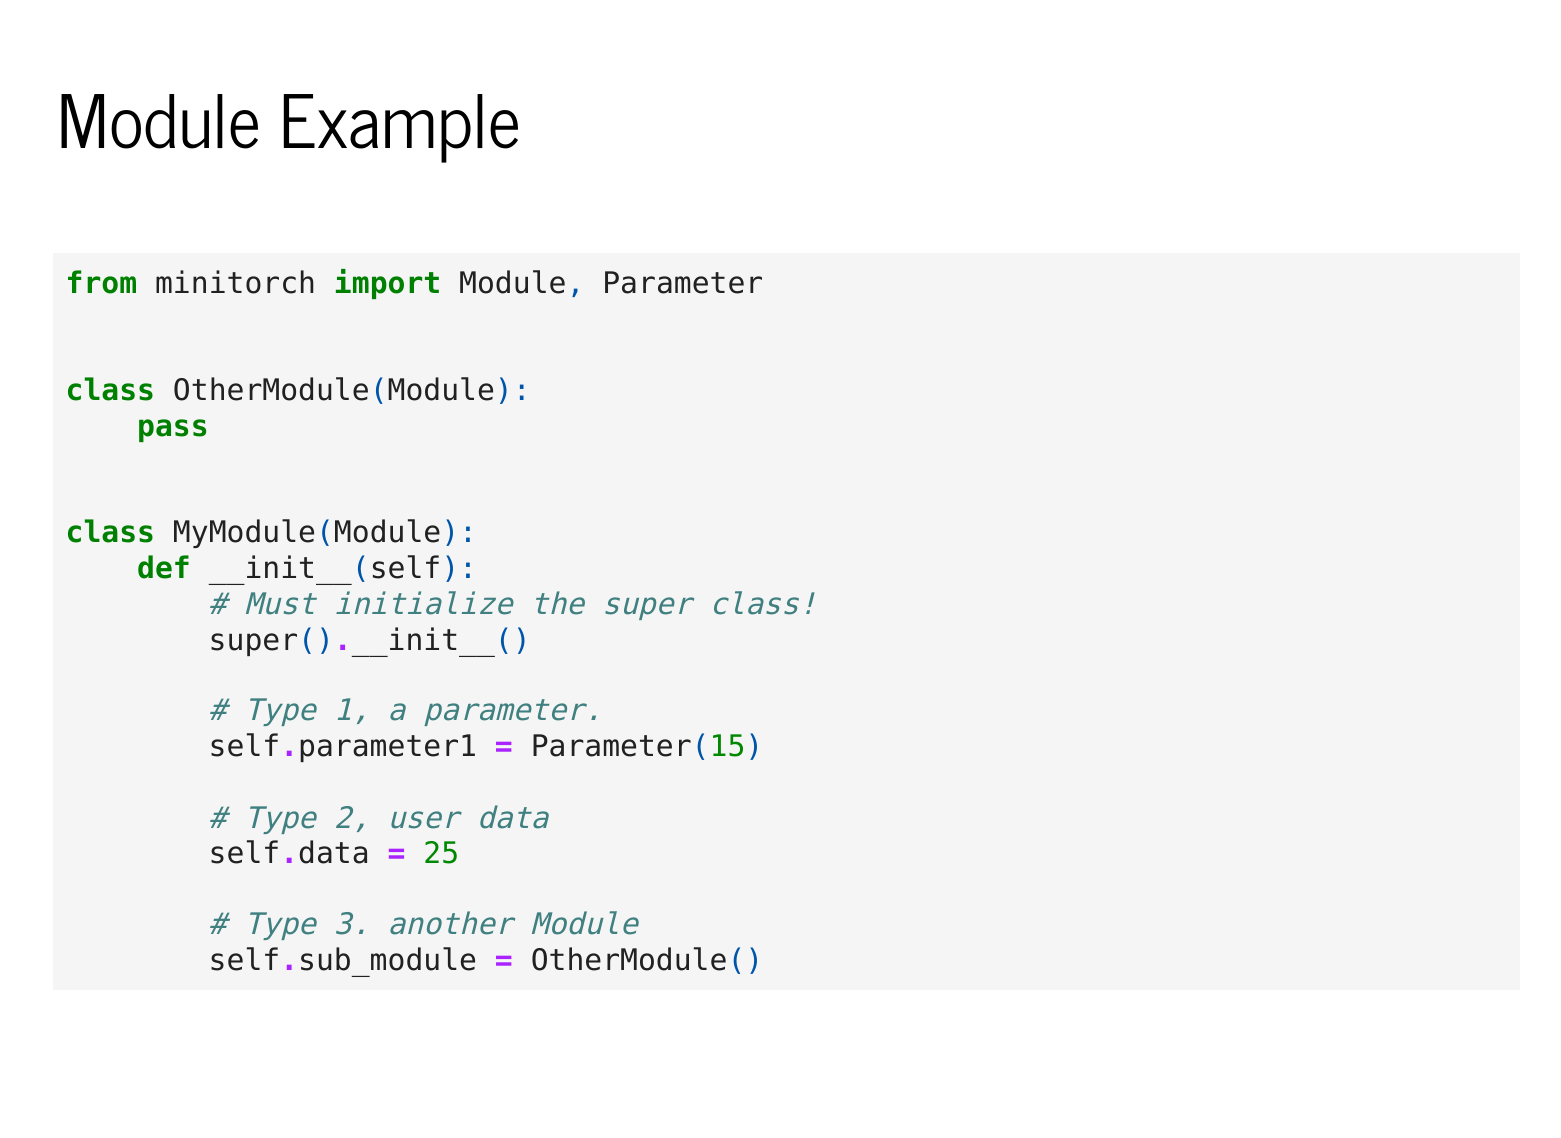 Module Example
from minitorch import Module, Parameter
class OtherModule(Module):
    pass
class MyModule(Module):
    def __init__(self):
        # Must initialize the super class!
        super().__init__()
        # Type 1, a parameter.
        self.parameter1 = Parameter(15)
        # Type 2, user data
        self.data = 25
        # Type 3. another Module
        self.sub_module = OtherModule()